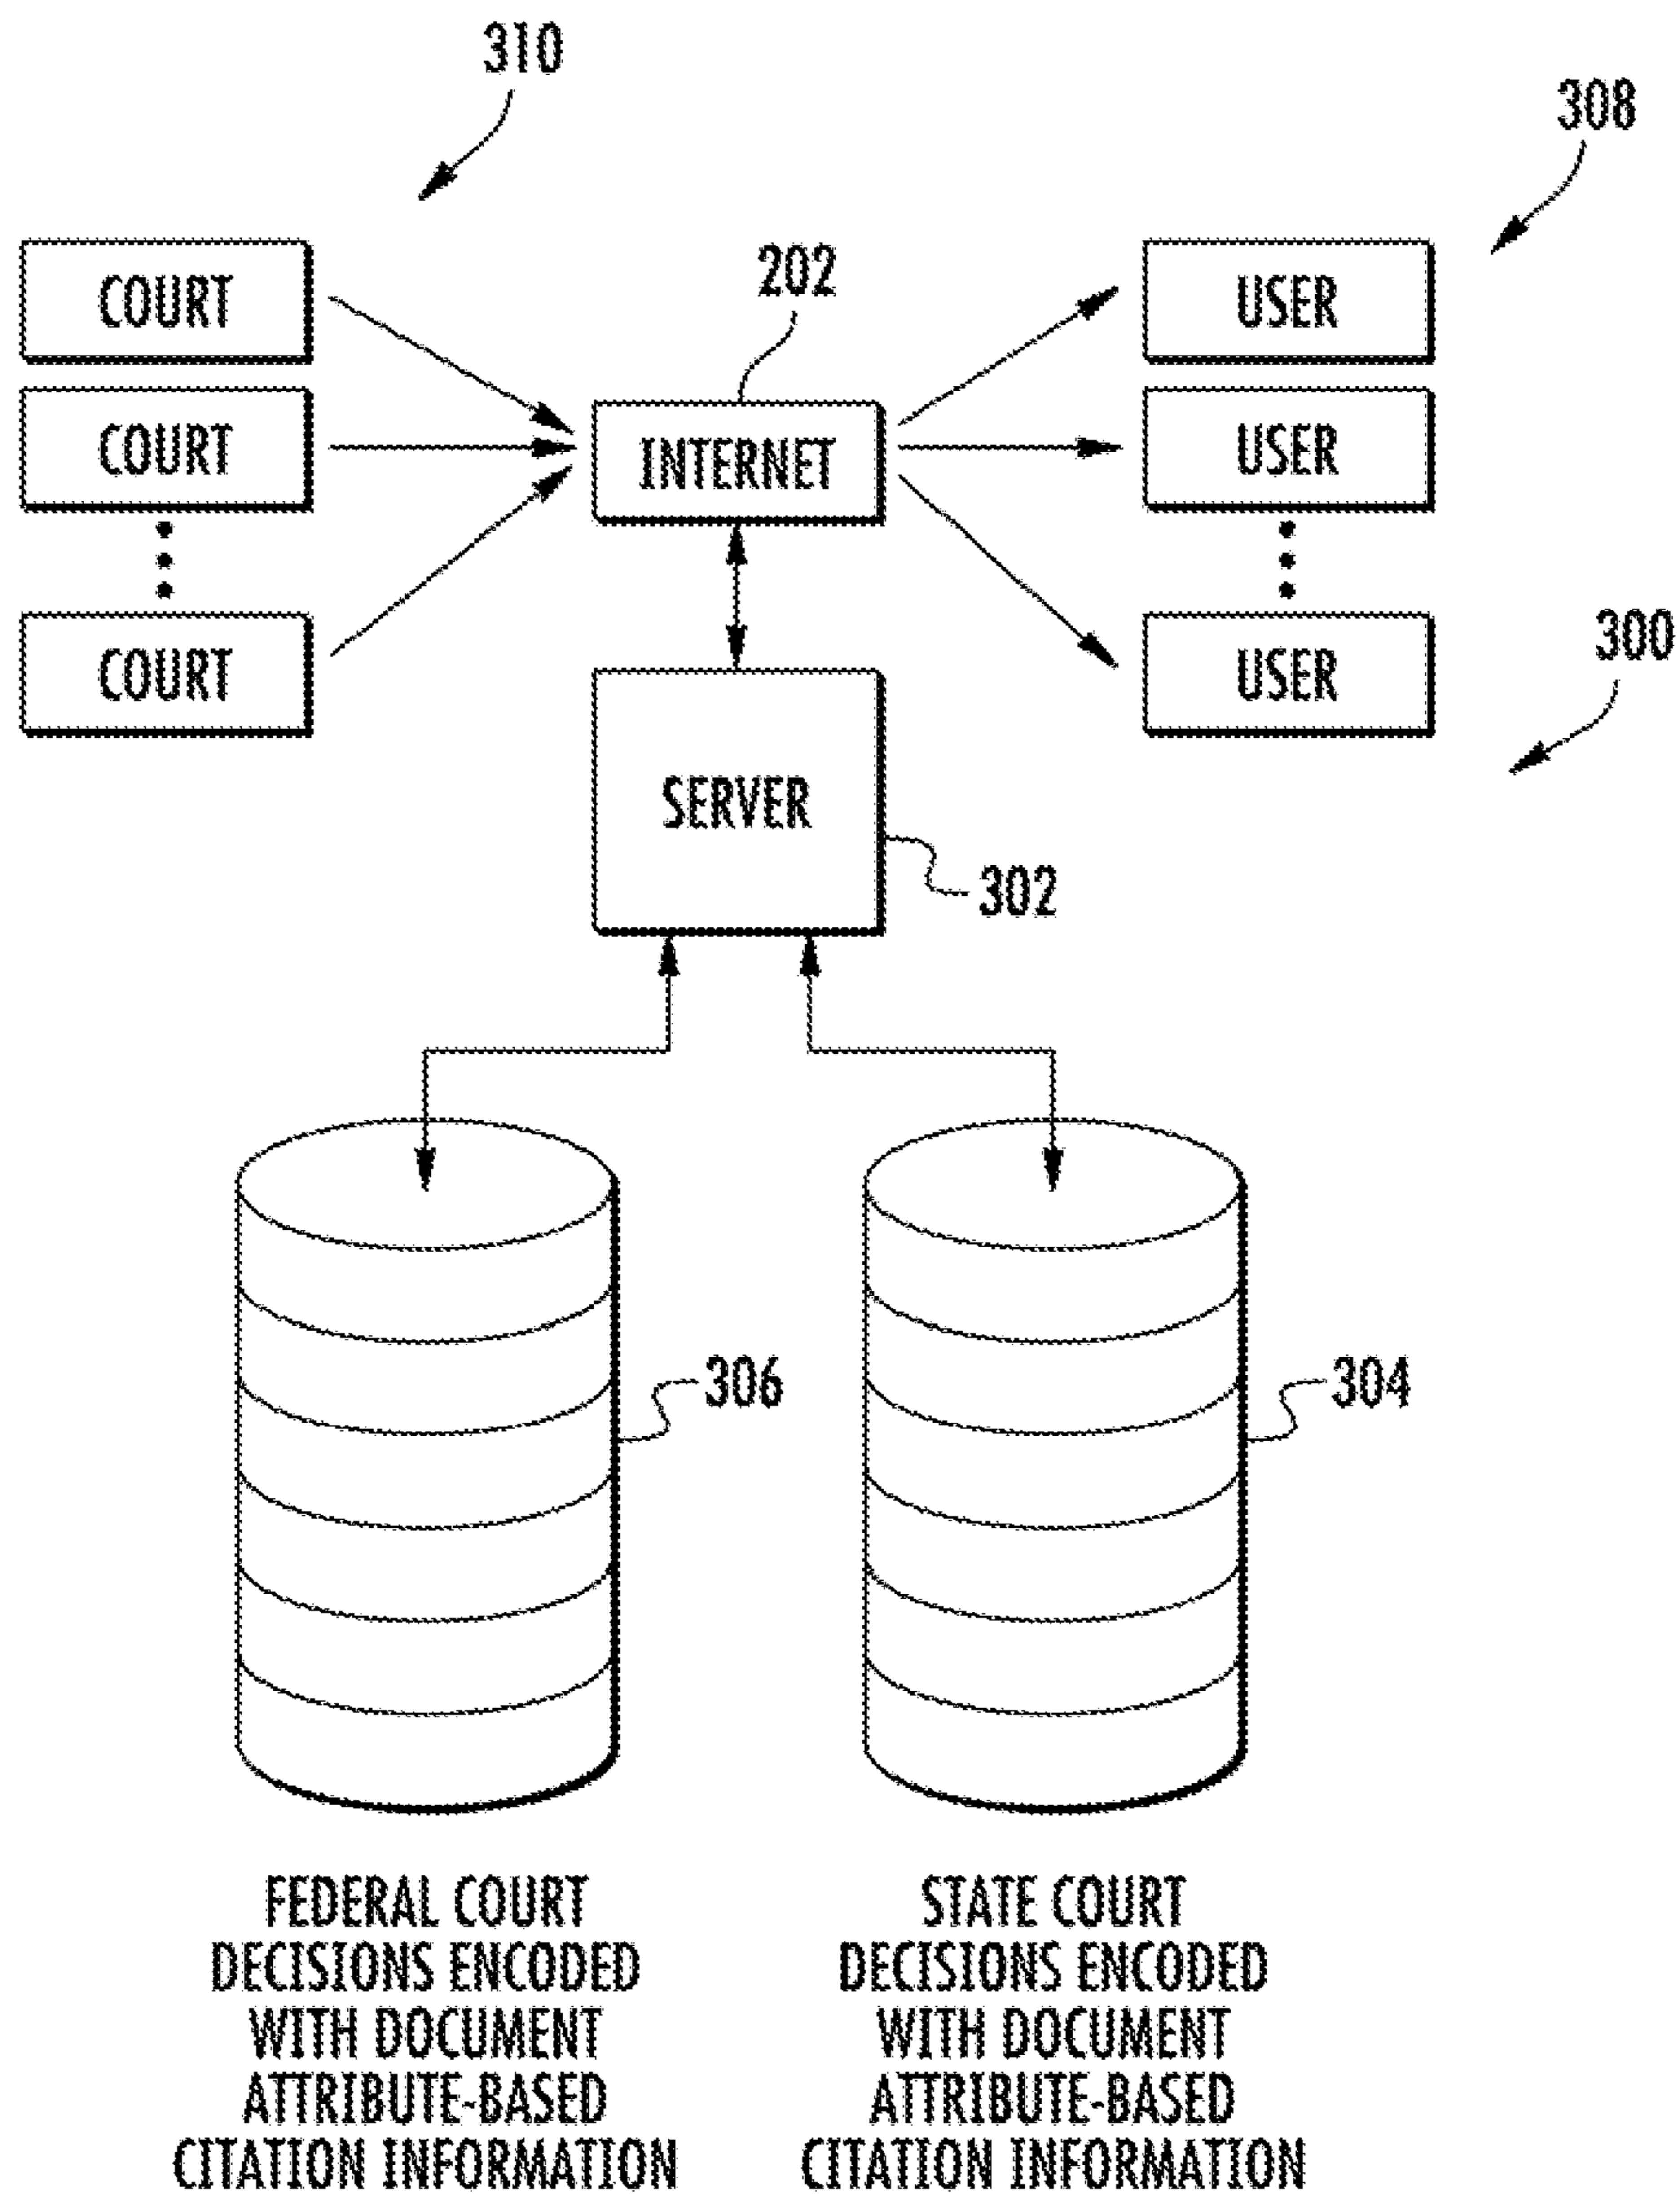 310
308
202
COURT
USER
COURT
INTERNET
USER
COURT
USER
300
SERVER
302
306
304
FEDERAL COURT
DECISIONS ENCODED
WITH DOCUMENT
ATTRIBUTE-BASED
CITATION INFORMATION
STATE COURT
DECISIONS ENCODED
WITH DOCUMENT
ATTRIBUTE-BASED
CITATION INFORMATION